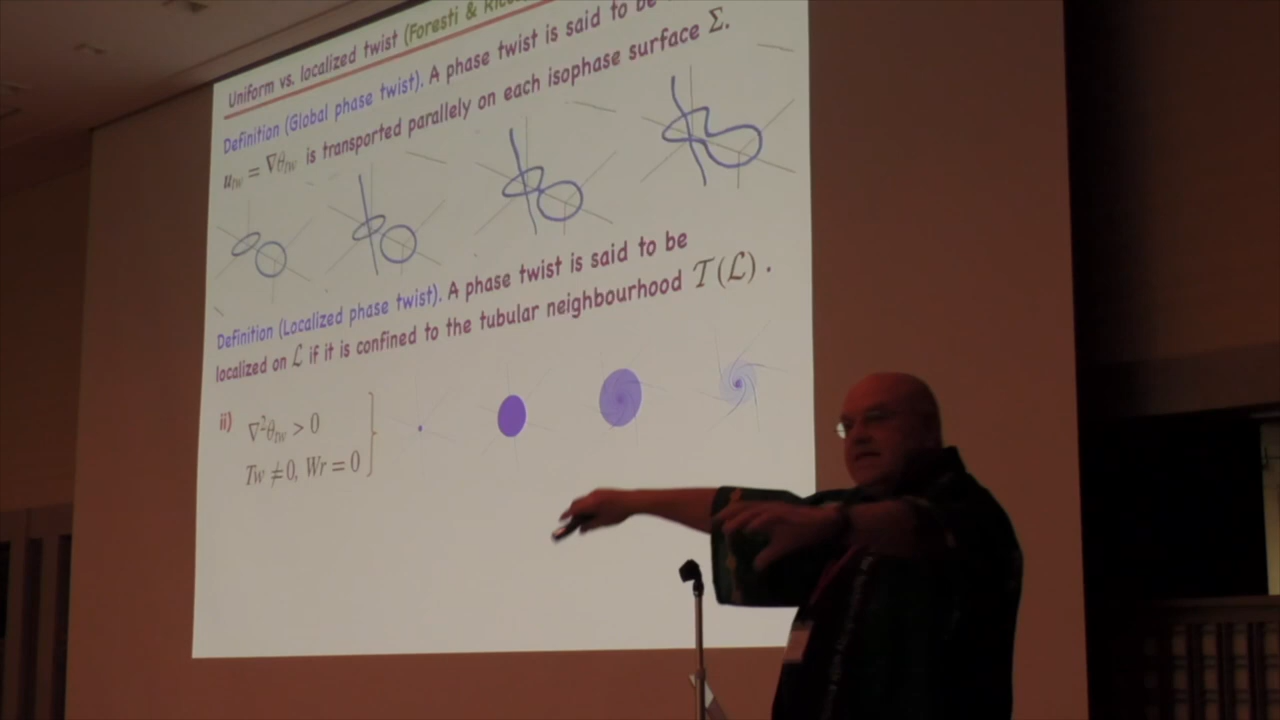 Uniform vs. localized twist (Foresti &
Definition (Global phase twist). A phase twist is said to be
u_tw = ∇θ_tw is transported parallely on each isophase surface Σ.
Definition (Localized phase twist). A phase twist is said to be
localized on ℒ if it is confined to the tubular neighbourhood 𝒯(ℒ).
ii) ∇²θ_tw > 0
Tw ≠ 0, Wr = 0